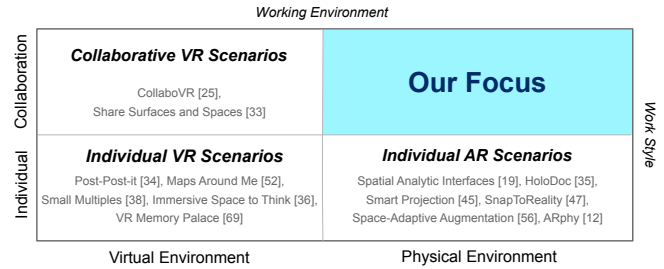 Working Environment
Collaboration
Collaborative VR Scenarios
CollaboVR [25],
Share Surfaces and Spaces [33]
Our Focus
Work Style
Individual
Individual VR Scenarios
Post-Post-it [34], Maps Around Me [52],
Small Multiples [38], Immersive Space to Think [36],
VR Memory Palace [69]
Individual AR Scenarios
Spatial Analytic Interfaces [19], HoloDoc [35],
Smart Projection [45], SnapToReality [47],
Space-Adaptive Augmentation [56], ARphy [12]
Virtual Environment
Physical Environment